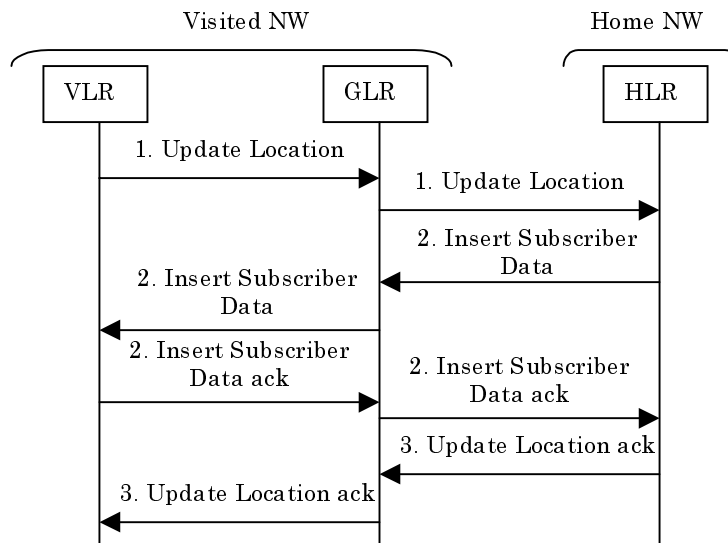 Visited NW
Home NW
VLR
GLR
HLR
1. Update Location
1. Update Location
2. Insert Subscriber
Data
2. Insert Subscriber
Data
2. Insert Subscriber
Data ack
2. Insert Subscriber
Data ack
3. Update Location ack
3. Update Location ack